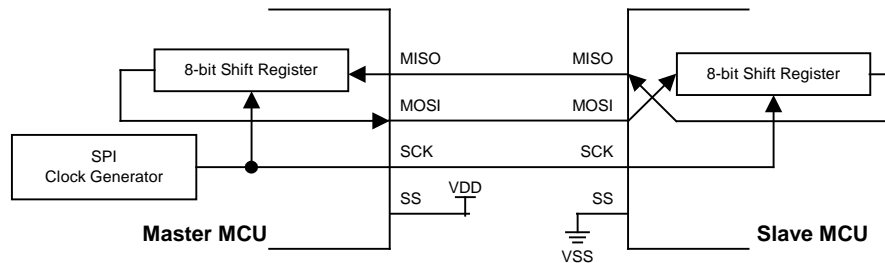 MISO MISO
8-bit Shift Register 8-bit Shift Register
MOSI MOSI
SPI
Clock Generator
SCK SCK
VDD
SS SS
Master MCU Slave MCU
VSS